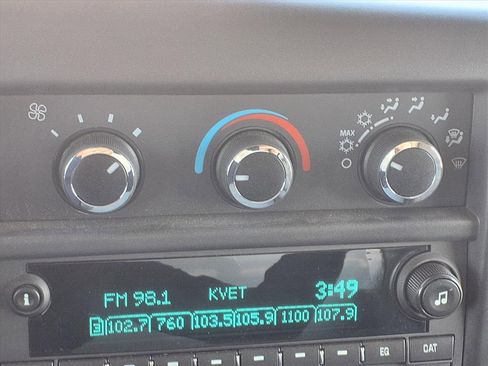 MAX
FM 98.1 KVET 3:49
3 102.7 760 103.5 105.9 1100 107.9
i
EQ CAT